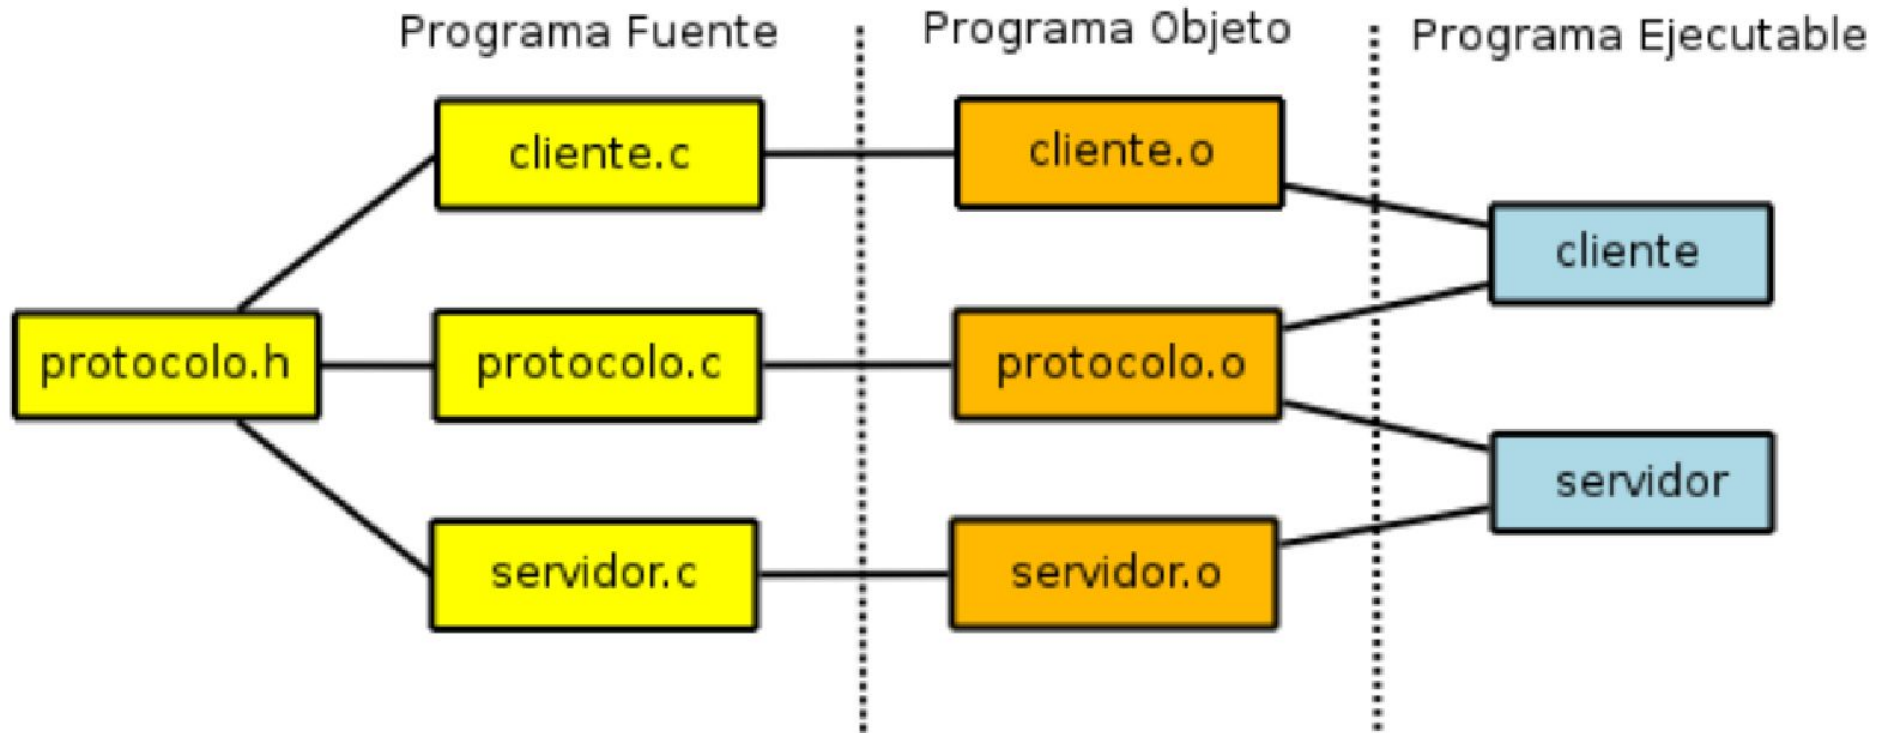 Programa Fuente
Programa Objeto
Programa Ejecutable
cliente.c
cliente.o
cliente
protocolo.h
protocolo.c
protocolo.o
servidor
servidor.c
servidor.o